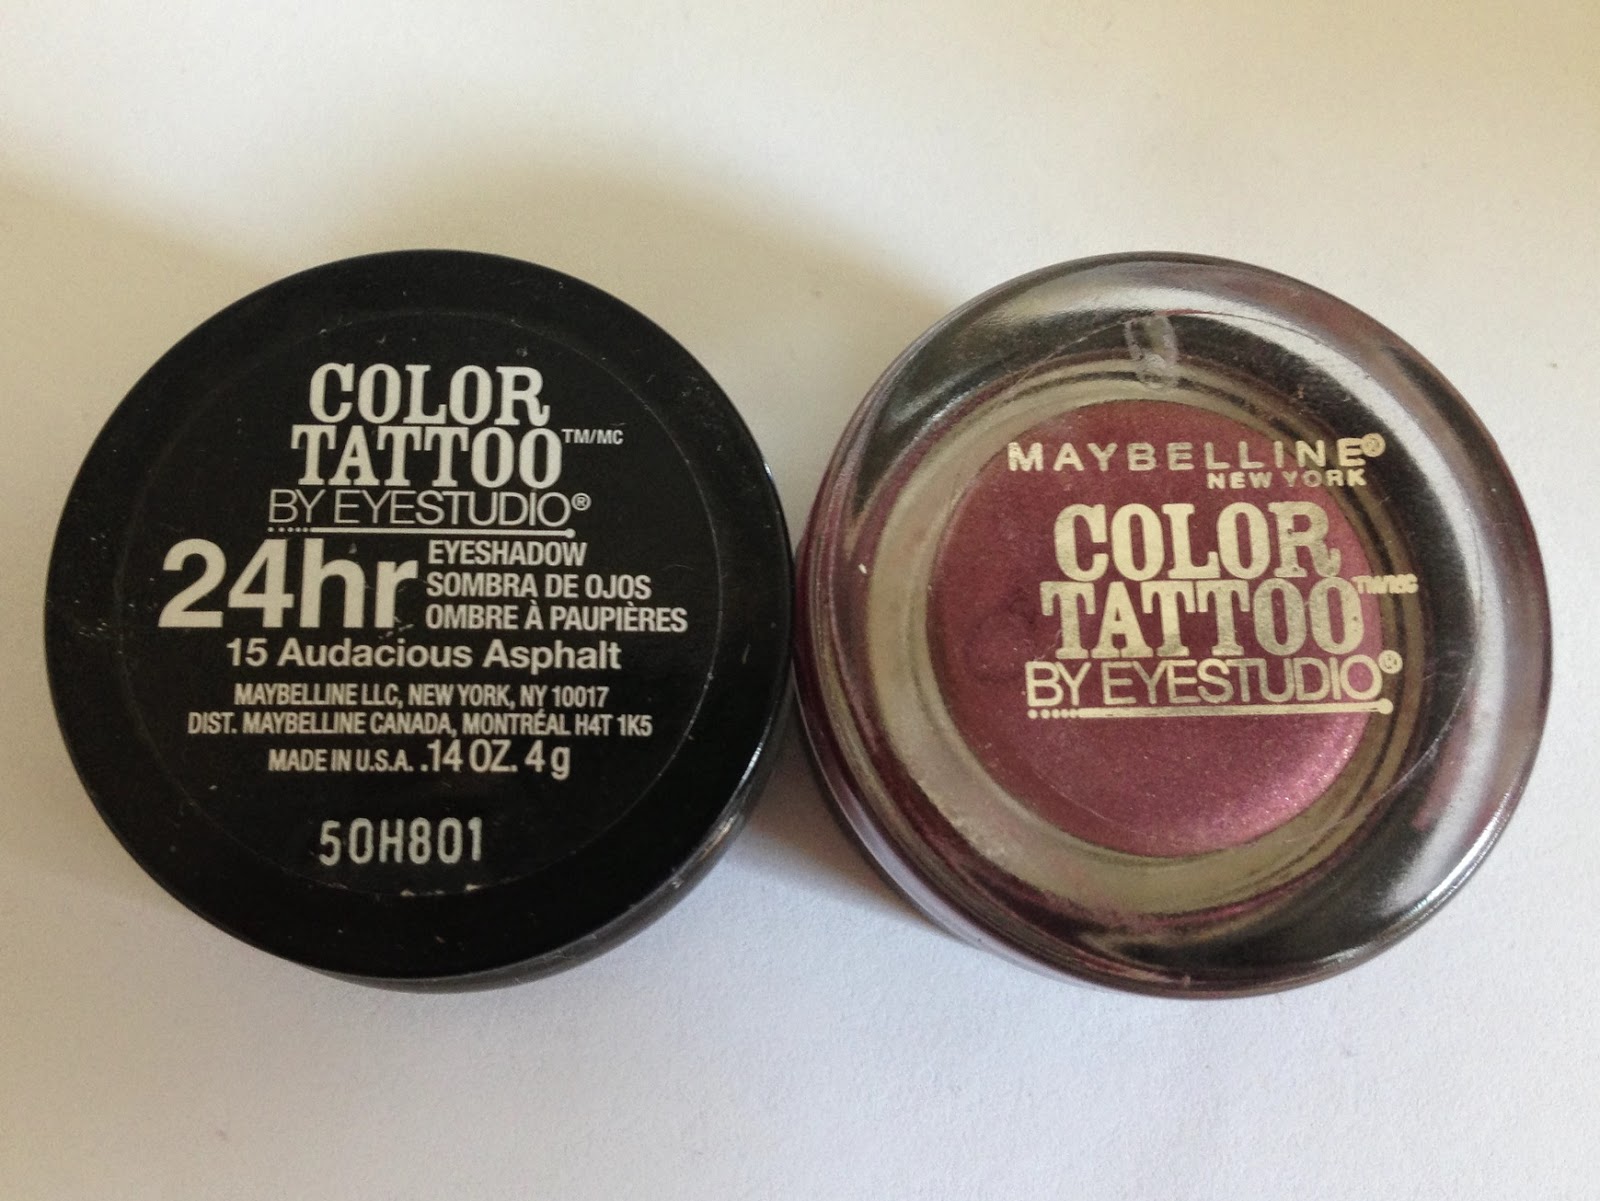 COLOR
TATTOO™/MC
BY EYESTUDIO®
24hr
EYESHADOW
SOMBRA DE OJOS
OMBRE À PAUPIÈRES
15 Audacious Asphalt
MAYBELLINE LLC, NEW YORK, NY 10017
DIST. MAYBELLINE CANADA, MONTRÉAL H4T 1K5
MADE IN U.S.A. .14 OZ. 4 g
50H801
MAYBELLINE®
NEW YORK
COLOR
TATTOO™/MC
BY EYESTUDIO®